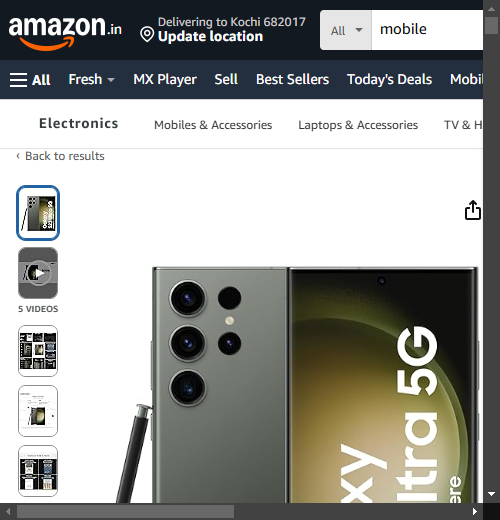 amazon.in
Delivering to Kochi 682017
Update location
All
mobile
All
Fresh
MX Player
Sell
Best Sellers
Today's Deals
Mobil
Electronics
Mobiles & Accessories
Laptops & Accessories
TV & H
‹ Back to results
5 VIDEOS
xy
ltra 5G
ere